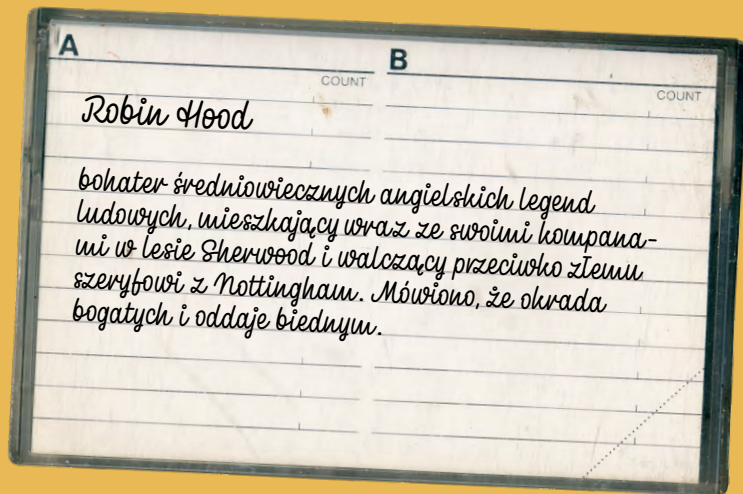 A
B
COUNT
COUNT
Robin Hood
bohater średniowiecznych angielskich legend
ludowych, mieszkający wraz ze swoimi kompana-
mi w lesie Sherwood i walczący przeciwko złemu
szeryfowi z Nottingham. Mówiono, że okrada
bogatych i oddaje biednym.